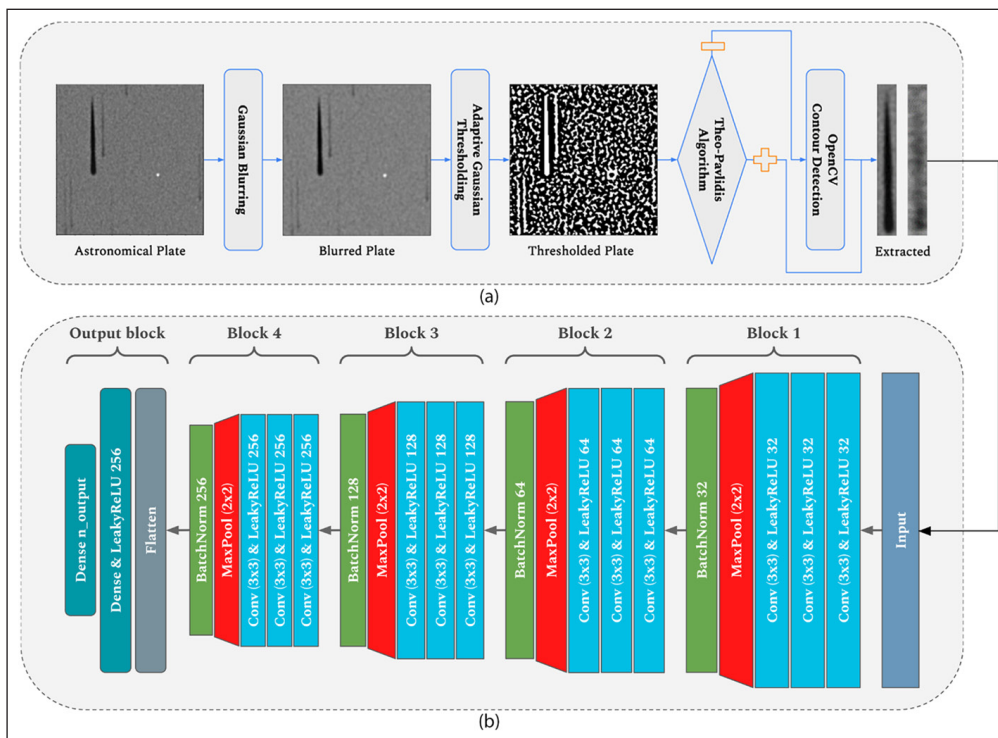 Gaussian Blurring
Adaptive Gaussian
Thresholding
Theo-Pavlidis
Algorithm
OpenCV
Contour Detection
Astronomical Plate
Blurred Plate
Thresholded Plate
Extracted
(a)
Output block
Block 4
Block 3
Block 2
Block 1
Dense n_output
Dense & LeakyReLU 256
Flatten
BatchNorm 256
MaxPool (2x2)
Conv (3x3) & LeakyReLU 256
Conv (3x3) & LeakyReLU 256
Conv (3x3) & LeakyReLU 256
BatchNorm 128
MaxPool (2x2)
Conv (3x3) & LeakyReLU 128
Conv (3x3) & LeakyReLU 128
Conv (3x3) & LeakyReLU 128
BatchNorm 64
MaxPool (2x2)
Conv (3x3) & LeakyReLU 64
Conv (3x3) & LeakyReLU 64
Conv (3x3) & LeakyReLU 64
BatchNorm 32
MaxPool (2x2)
Conv (3x3) & LeakyReLU 32
Conv (3x3) & LeakyReLU 32
Conv (3x3) & LeakyReLU 32
Input
(b)